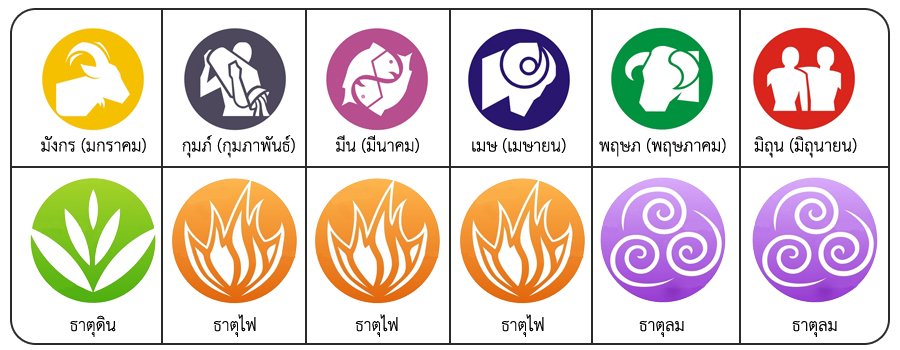 มังกร (มกราคม) กุมภ์ (กุมภาพันธ์) มีน (มีนาคม) เมษ (เมษายน) พฤษภ (พฤษภาคม) มิถุน (มิถุนายน)
ธาตุดิน ธาตุไฟ ธาตุไฟ ธาตุไฟ ธาตุลม ธาตุลม